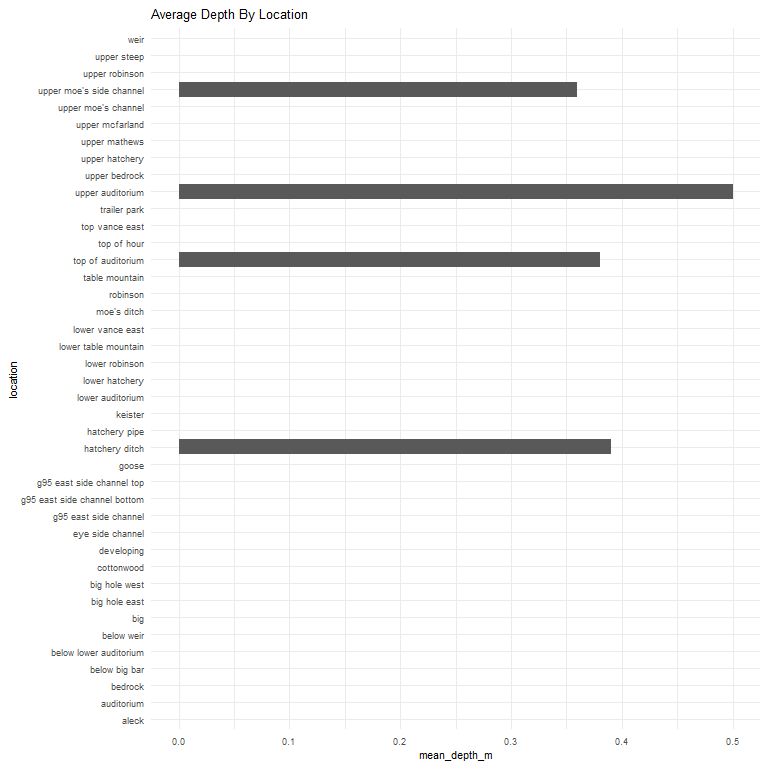 Average Depth By Location
weir
upper steep
upper robinson
upper moe's side channel
upper moe's channel
upper mcfarland
upper mathews
upper hatchery
upper bedrock
upper auditorium
trailer park
top vance east
top of hour
top of auditorium
table mountain
robinson
moe's ditch
lower vance east
lower table mountain
lower robinson
lower hatchery
lower auditorium
keister
hatchery pipe
hatchery ditch
goose
g95 east side channel top
g95 east side channel bottom
g95 east side channel
eye side channel
developing
cottonwood
big hole west
big hole east
big
below weir
below lower auditorium
below big bar
bedrock
auditorium
aleck
location
0.0 0.1 0.2 0.3 0.4 0.5
mean_depth_m